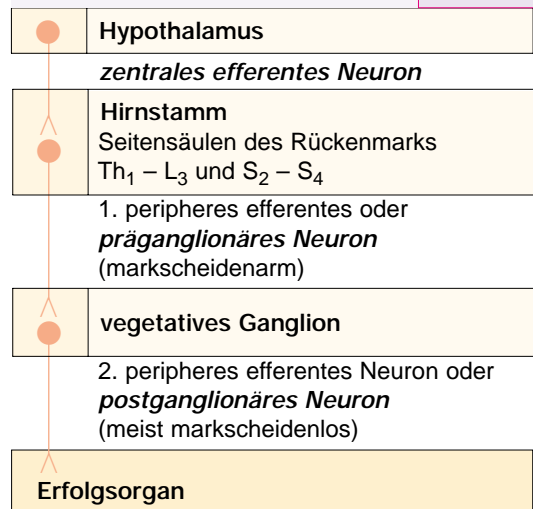 Hypothalamus
zentrales efferentes Neuron
Hirnstamm
Seitensäulen des Rückenmarks
Th₁ – L₃ und S₂ – S₄
1. peripheres efferentes oder
präganglionäres Neuron
(markscheidenarm)
vegetatives Ganglion
2. peripheres efferentes Neuron oder
postganglionäres Neuron
(meist markscheidenlos)
Erfolgsorgan